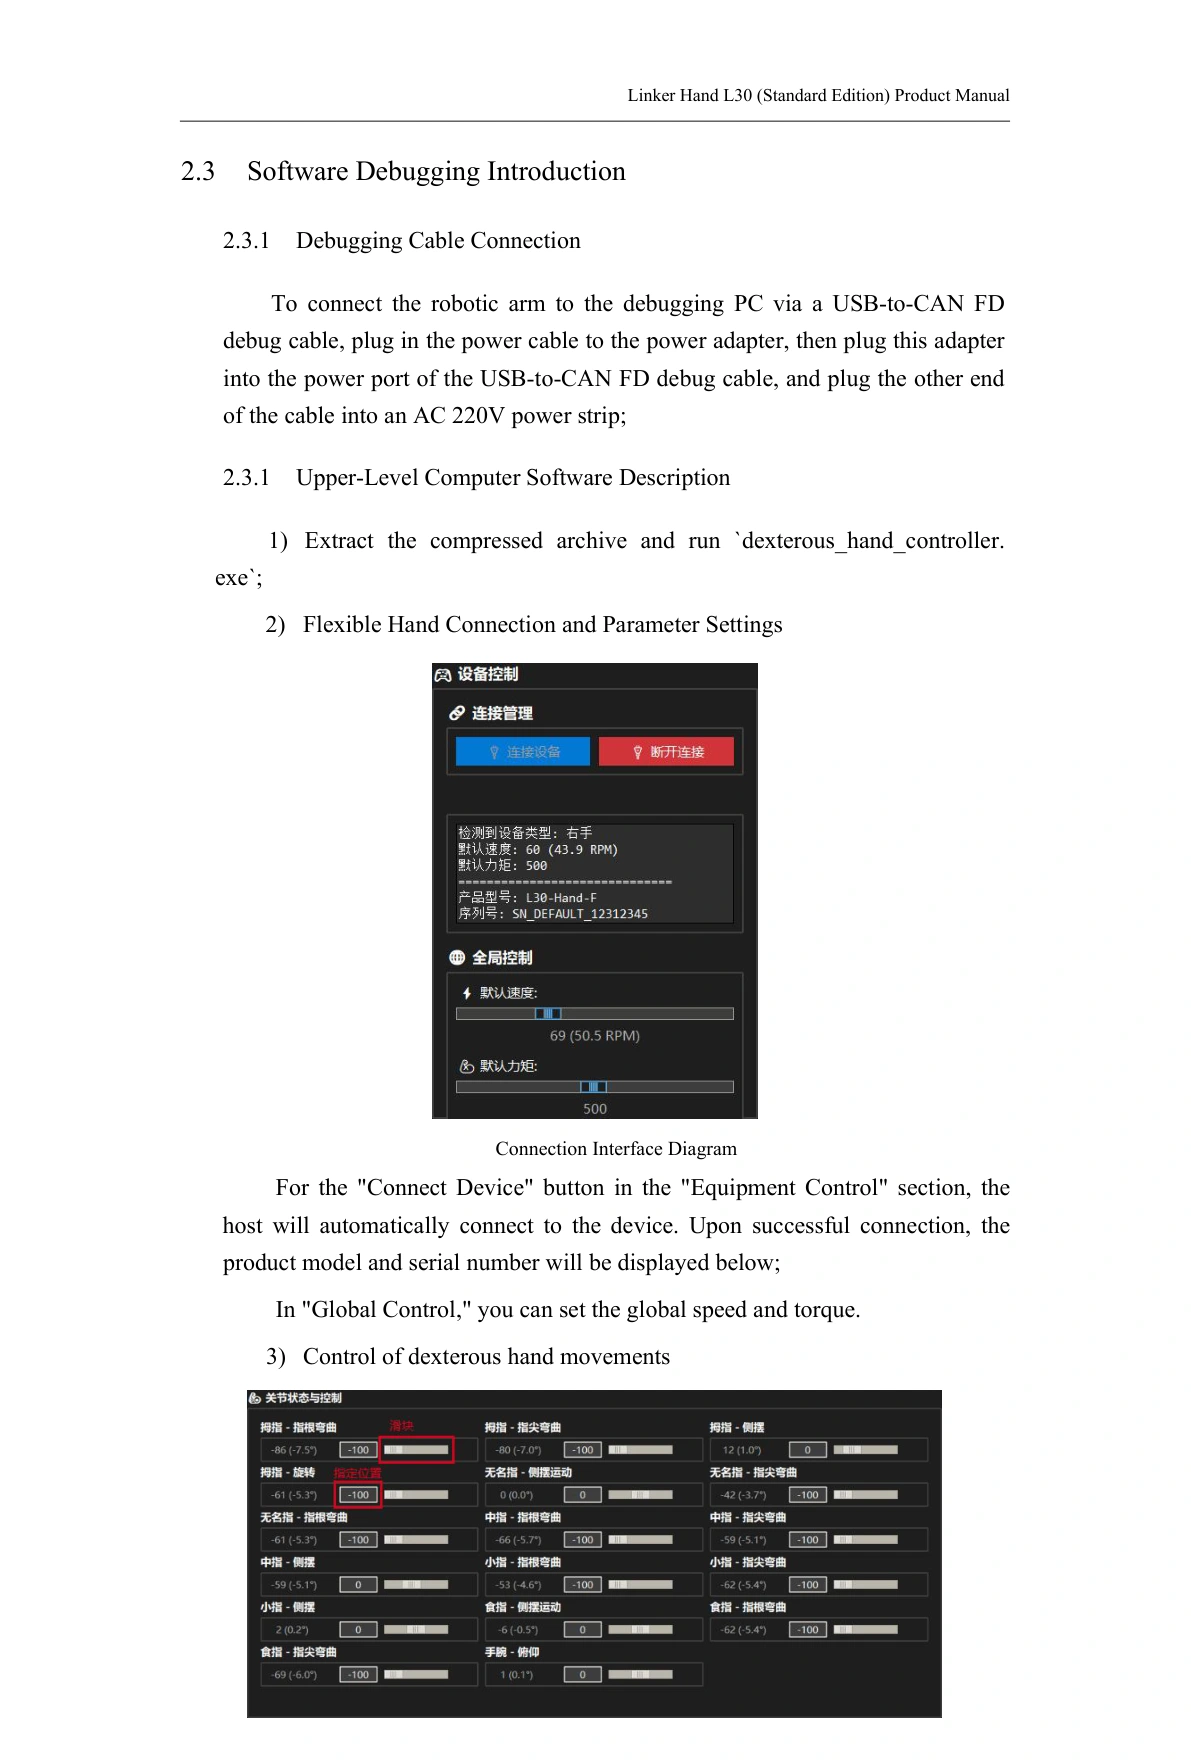 Linker Hand L30 (Standard Edition) Product Manual
2.3 Software Debugging Introduction
2.3.1 Debugging Cable Connection
To connect the robotic arm to the debugging PC via a USB-to-CAN FD
debug cable, plug in the power cable to the power adapter, then plug this adapter
into the power port of the USB-to-CAN FD debug cable, and plug the other end
of the cable into an AC 220V power strip;
2.3.1 Upper-Level Computer Software Description
1) Extract the compressed archive and run `dexterous_hand_controller.
exe`;
2) Flexible Hand Connection and Parameter Settings
设备控制
连接管理
连接设备 断开连接
检测到设备类型: 右手
默认速度: 60 (43.9 RPM)
默认力矩: 500
==============================
产品型号: L30-Hand-F
序列号: SN_DEFAULT_12312345
全局控制
默认速度:
69 (50.5 RPM)
默认力矩:
500
Connection Interface Diagram
For the "Connect Device" button in the "Equipment Control" section, the
host will automatically connect to the device. Upon successful connection, the
product model and serial number will be displayed below;
In "Global Control," you can set the global speed and torque.
3) Control of dexterous hand movements
关节状态与控制
拇指 - 指根弯曲 滑块 拇指 - 指尖弯曲 拇指 - 侧摆
-86 (-7.5°) -100 -80 (-7.0°) -100 12 (1.0°) 0
拇指 - 旋转 指定位置 无名指 - 侧摆运动 无名指 - 指尖弯曲
-61 (-5.3°) -100 0 (0.0°) 0 -42 (-3.7°) -100
无名指 - 指根弯曲 中指 - 指根弯曲 中指 - 指尖弯曲
-61 (-5.3°) -100 -66 (-5.7°) -100 -59 (-5.1°) -100
中指 - 侧摆 小指 - 指根弯曲 小指 - 指尖弯曲
-59 (-5.1°) 0 -53 (-4.6°) -100 -62 (-5.4°) -100
小指 - 侧摆 食指 - 侧摆运动 食指 - 指根弯曲
2 (0.2°) 0 -6 (-0.5°) 0 -62 (-5.4°) -100
食指 - 指尖弯曲 手腕 - 俯仰
-69 (-6.0°) -100 1 (0.1°) 0